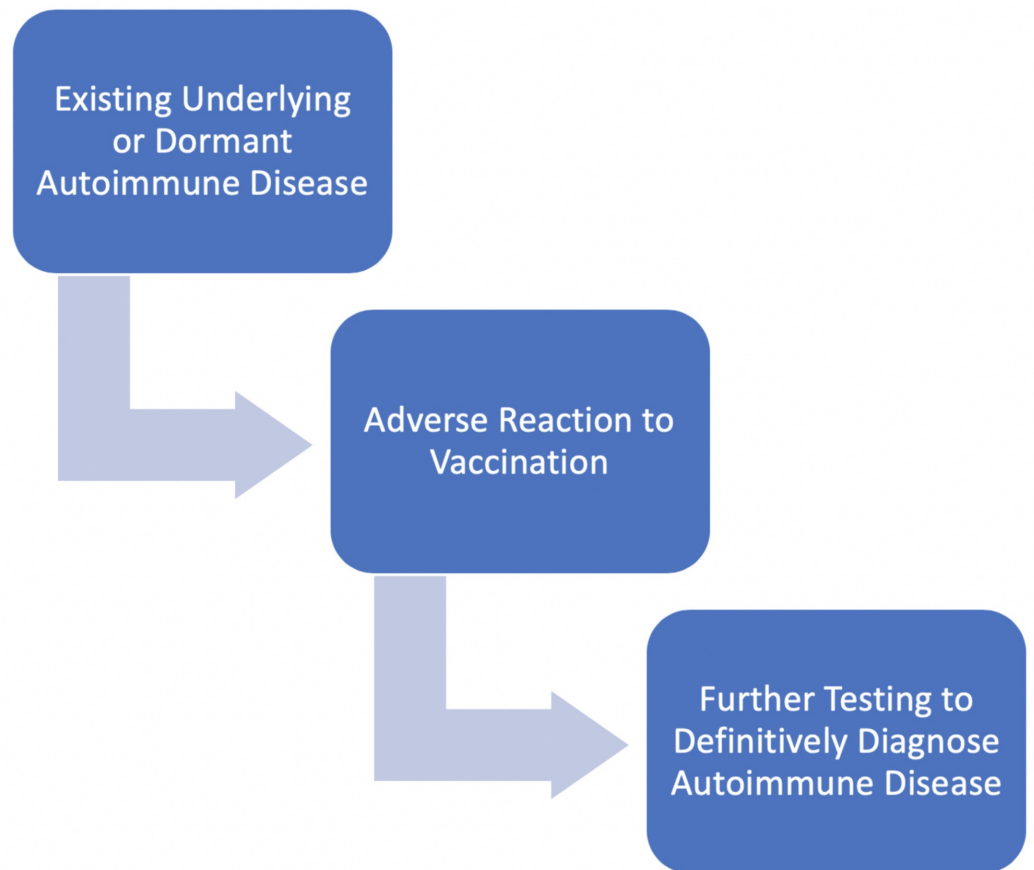 Existing Underlying
or Dormant
Autoimmune Disease
Adverse Reaction to
Vaccination
Further Testing to
Definitively Diagnose
Autoimmune Disease